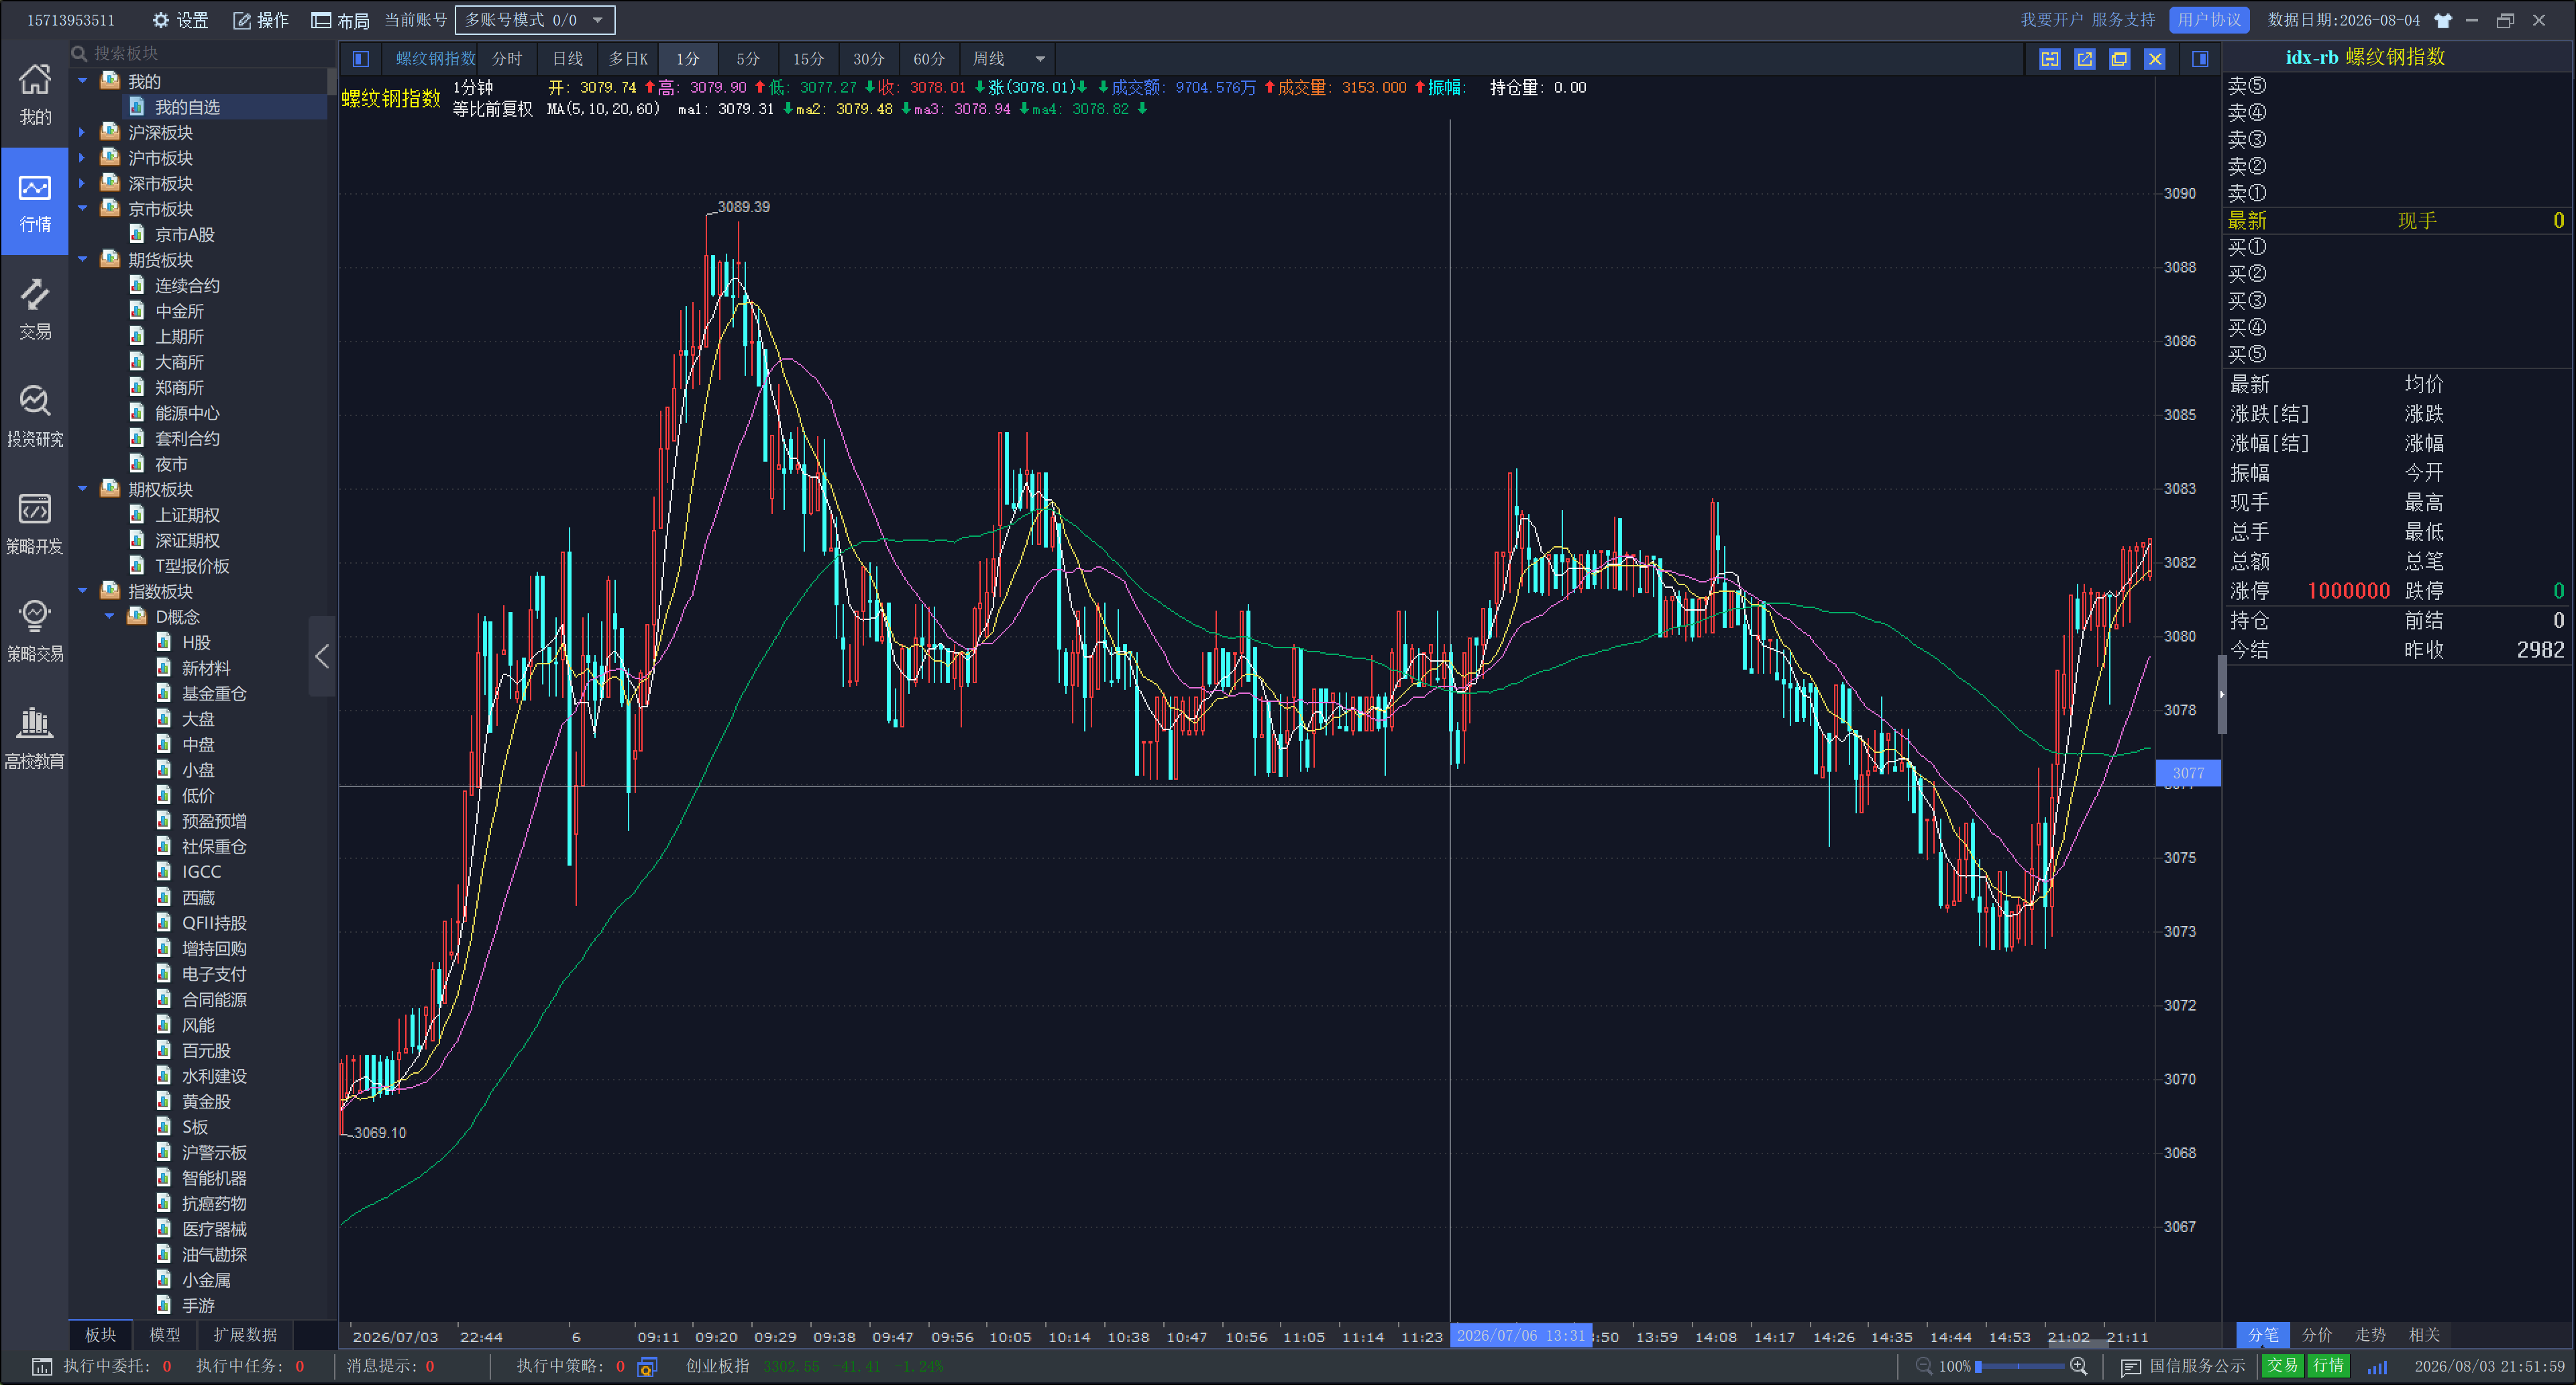 15713953511 设置 操作 布局 当前账号 多账号模式 0/0 我要开户 服务支持 用户协议 数据日期:2026-08-04
我的
行情
交易
投资研究
策略开发
策略交易
高校教育
搜索板块
我的
我的自选
沪深板块
沪市板块
深市板块
京市板块
京市A股
期货板块
连续合约
中金所
上期所
大商所
郑商所
能源中心
套利合约
夜市
期权板块
上证期权
深证期权
T型报价板
指数板块
D概念
H股
新材料
基金重仓
大盘
中盘
小盘
低价
预盈预增
社保重仓
IGCC
西藏
QFII持股
增持回购
电子支付
合同能源
风能
百元股
水利建设
黄金股
S板
沪警示板
智能机器
抗癌药物
医疗器械
油气勘探
小金属
手游
板块 模型 扩展数据
螺纹钢指数 分时 日线 多日K 1分 5分 15分 30分 60分 周线
螺纹钢指数
1分钟 开: 3079.74 高: 3079.90 低: 3077.27 收: 3078.01 涨(3078.01) 成交额: 9704.576万 成交量: 3153.000 振幅: 持仓量: 0.00
等比前复权 MA(5,10,20,60) ma1: 3079.31 ma2: 3079.48 ma3: 3078.94 ma4: 3078.82
3089.39
3069.10
3090
3088
3086
3085
3083
3082
3080
3078
3077
3075
3073
3072
3070
3068
3067
2026/07/03 22:44 6 09:11 09:20 09:29 09:38 09:47 09:56 10:05 10:14 10:38 10:47 10:56 11:05 11:14 11:23 2026/07/06 13:31 :50 13:59 14:08 14:17 14:26 14:35 14:44 14:53 21:02 21:11
idx-rb 螺纹钢指数
卖⑤
卖④
卖③
卖②
卖①
最新 现手 0
买①
买②
买③
买④
买⑤
最新 均价
涨跌[结] 涨跌
涨幅[结] 涨幅
振幅 今开
现手 最高
总手 最低
总额 总笔
涨停 1000000 跌停 0
持仓 前结 0
今结 昨收 2982
分笔 分价 走势 相关
执行中委托: 0 执行中任务: 0 消息提示: 0 执行中策略: 0 创业板指 3302.55 -41.41 -1.24% 100% 国信服务公示 交易 行情 2026/08/03 21:51:59